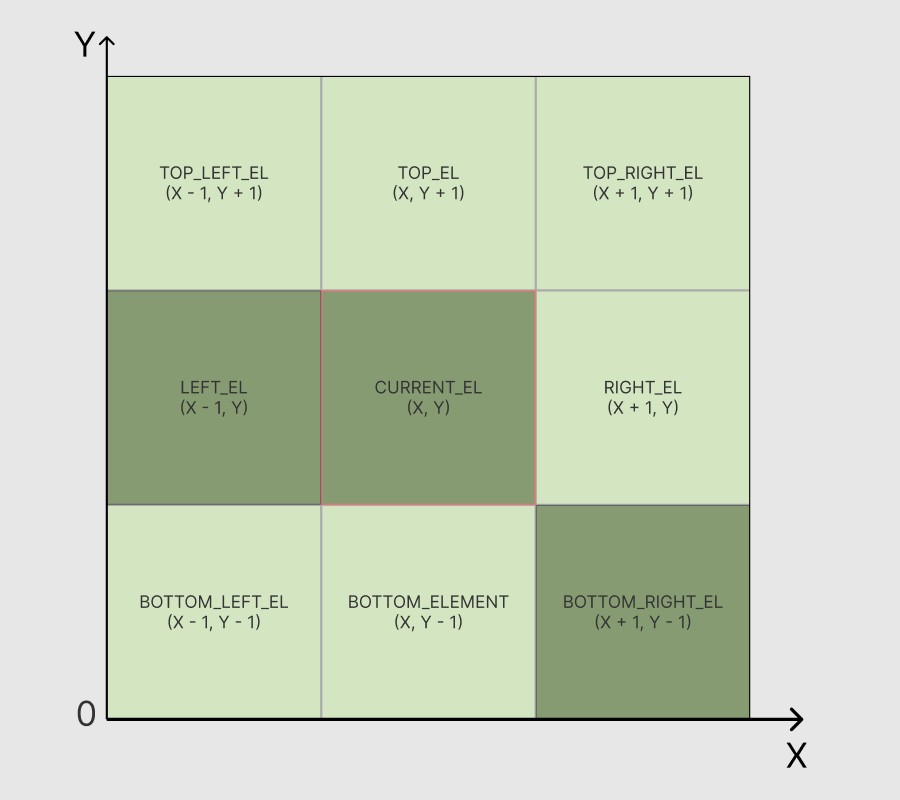 Y
TOP_LEFT_EL
(X - 1, Y + 1)
TOP_EL
(X, Y + 1)
TOP_RIGHT_EL
(X + 1, Y + 1)
LEFT_EL
(X - 1, Y)
CURRENT_EL
(X, Y)
RIGHT_EL
(X + 1, Y)
BOTTOM_LEFT_EL
(X - 1, Y - 1)
BOTTOM_ELEMENT
(X, Y - 1)
BOTTOM_RIGHT_EL
(X + 1, Y - 1)
0
X